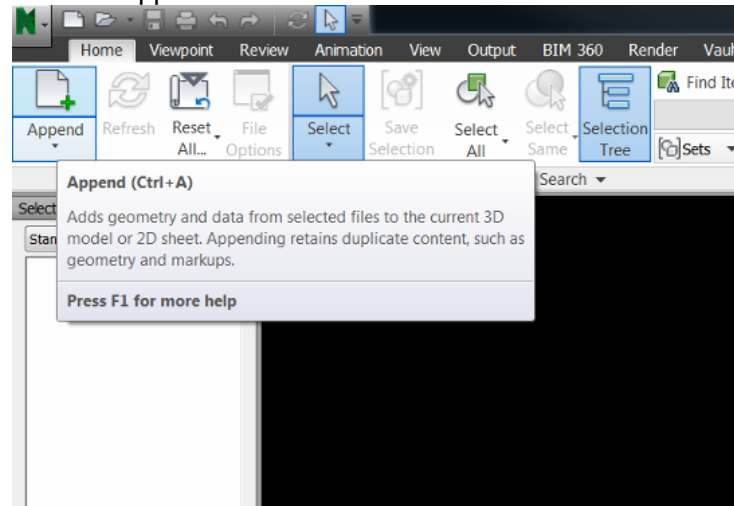 N
Home Viewpoint Review Animation View Output BIM 360 Render
Append Refresh Reset All... File Options Select Save Selection Select All Select Same Selection Tree Find
Sets
Search
Append (Ctrl+A)
Adds geometry and data from selected files to the current 3D
model or 2D sheet. Appending retains duplicate content, such as
geometry and markups.
Press F1 for more help